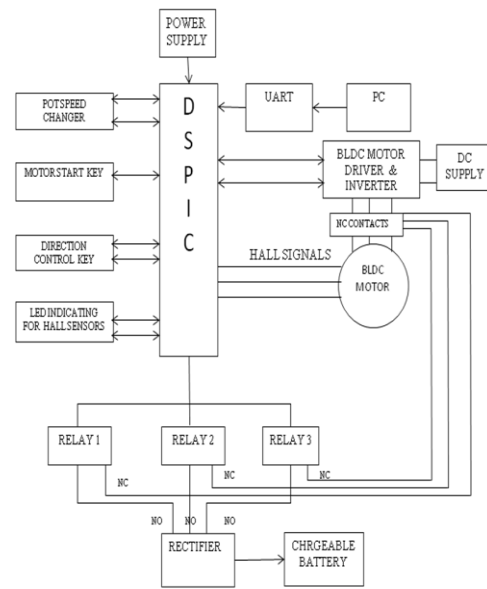 POWER
SUPPLY
D
S
P
I
C
UART
PC
POT SPEED
CHANGER
MOTOR START KEY
DIRECTION
CONTROL KEY
LED INDICATING
FOR HALL SENSORS
BLDC MOTOR
DRIVER &
INVERTER
DC
SUPPLY
NC CONTACTS
HALL SIGNALS
BLDC
MOTOR
RELAY 1
RELAY 2
RELAY 3
NC
NC
NC
NO
NO
NO
RECTIFIER
CHRGEABLE
BATTERY